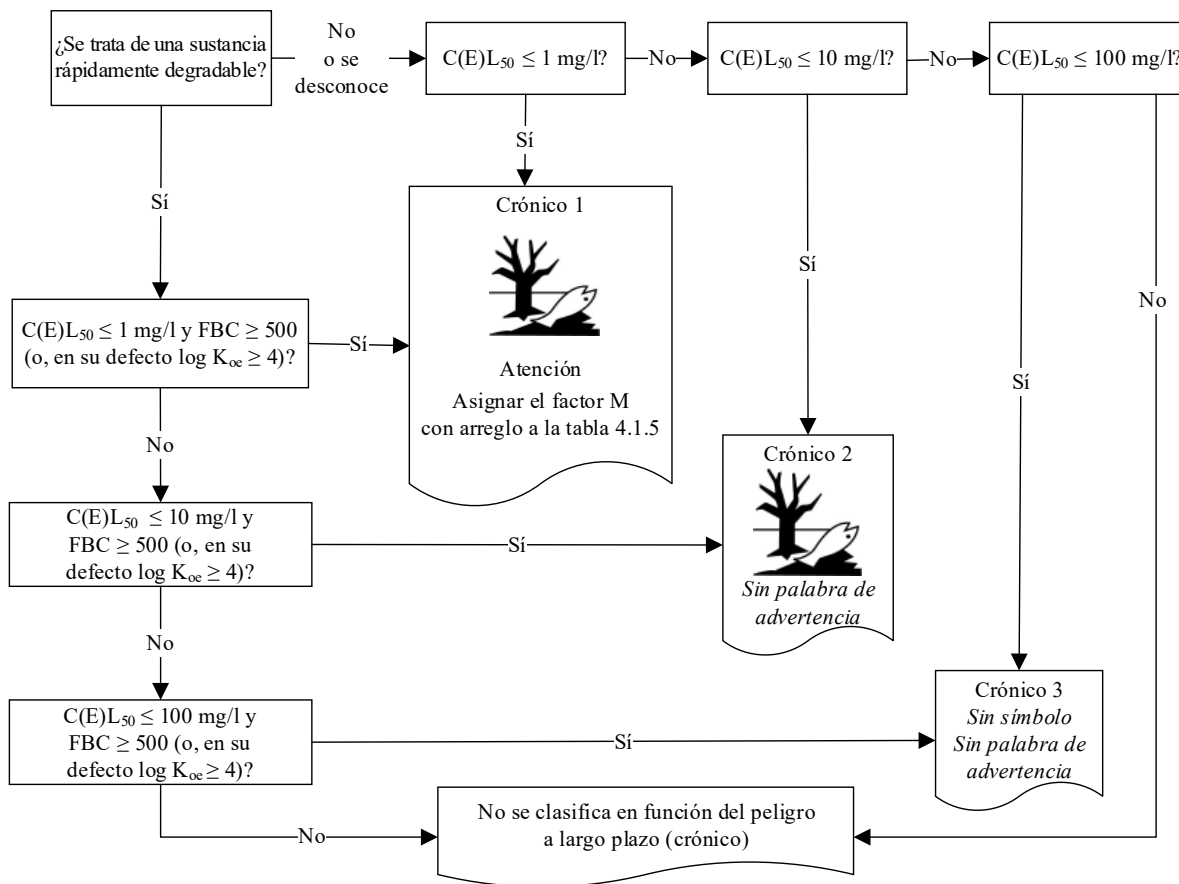 ¿Se trata de una sustancia
rápidamente degradable?
No
o se
desconoce
C(E)L50 ≤ 1 mg/l?
No
C(E)L50 ≤ 10 mg/l?
No
C(E)L50 ≤ 100 mg/l?
Sí
Sí
Crónico 1
Atención
Asignar el factor M
con arreglo a la tabla 4.1.5
Sí
Sí
No
C(E)L50 ≤ 1 mg/l y FBC ≥ 500
(o, en su defecto log Koe ≥ 4)?
Sí
No
Crónico 2
Sin palabra de
advertencia
C(E)L50 ≤ 10 mg/l y
FBC ≥ 500 (o, en su
defecto log Koe ≥ 4)?
Sí
No
Crónico 3
Sin símbolo
Sin palabra de
advertencia
C(E)L50 ≤ 100 mg/l y
FBC ≥ 500 (o, en su
defecto log Koe ≥ 4)?
Sí
No
No se clasifica en función del peligro
a largo plazo (crónico)